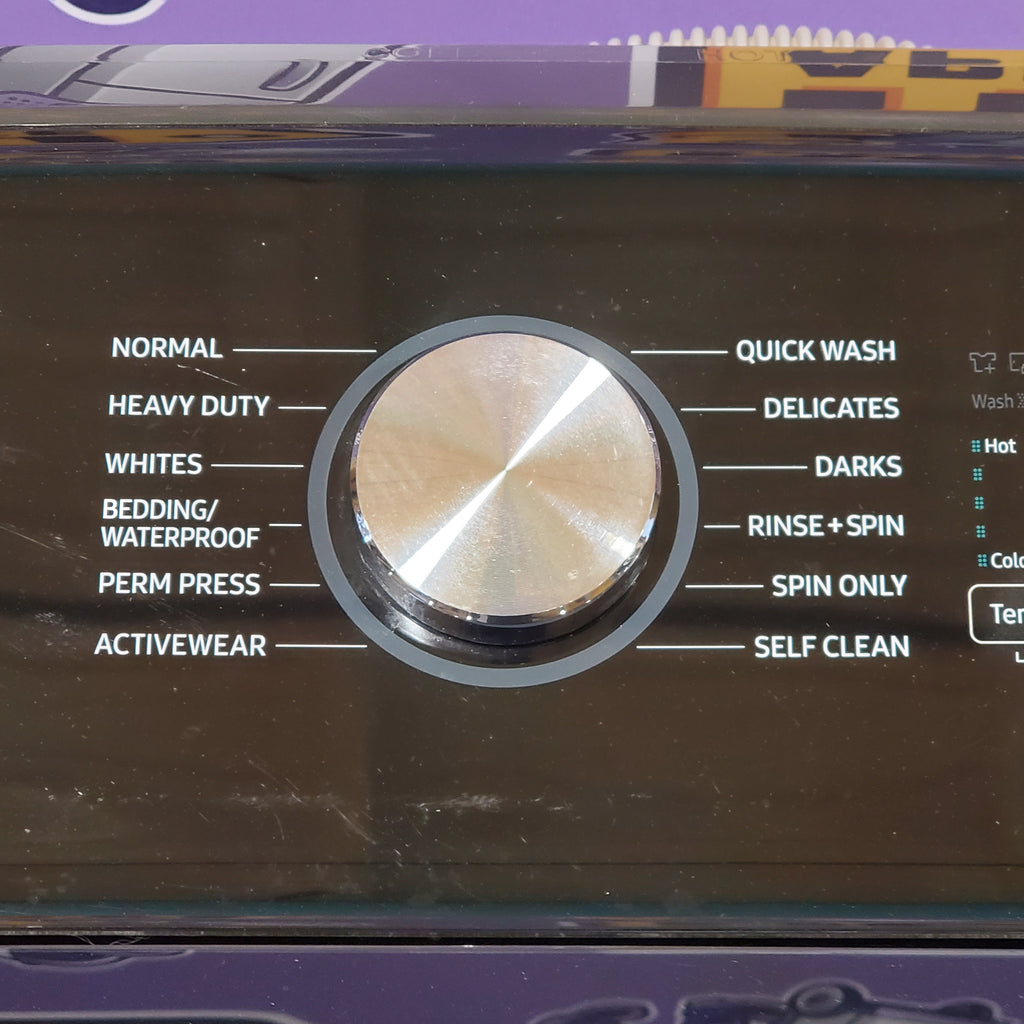 NORMAL
HEAVY DUTY
WHITES
BEDDING/
WATERPROOF
PERM PRESS
ACTIVEWEAR
QUICK WASH
DELICATES
DARKS
RINSE+SPIN
SPIN ONLY
SELF CLEAN
Wash
Hot